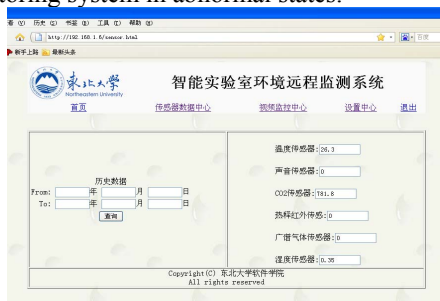 toring system in abnormal states.
看 (V) 历史 (S) 书签 (B) 工具 (T) 帮助 (H)
http://192.168.1.6/sensor.html
百度
新手上路 最新头条
東北大学
Northeastern University
智能实验室环境远程监测系统
首页 传感器数据中心 视频监控中心 设置中心 退出
历史数据
From: 年 月 日
To: 年 月 日
查询
温度传感器: 26.3
声音传感器: 0
CO2传感器: 781.8
热释红外传感: 0
广谱气体传感器: 0
湿度传感器: 0.35
Copyright(C) 东北大学软件学院
All rights reserved